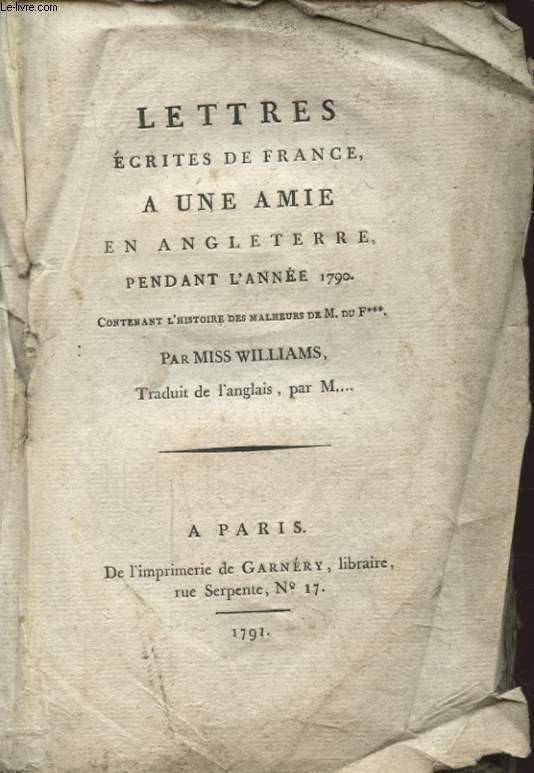 Le-livre.com
LETTRES
ÉCRITES DE FRANCE,
A UNE AMIE
EN ANGLETERRE,
PENDANT L'ANNÉE 1790.
CONTENANT L'HISTOIRE DES MALHEURS DE M. DU F***.
PAR MISS WILLIAMS,
Traduit de l'anglais, par M....
A PARIS.
De l'imprimerie de GARNÉRY, libraire,
rue Serpente, Nº 17.
1791.